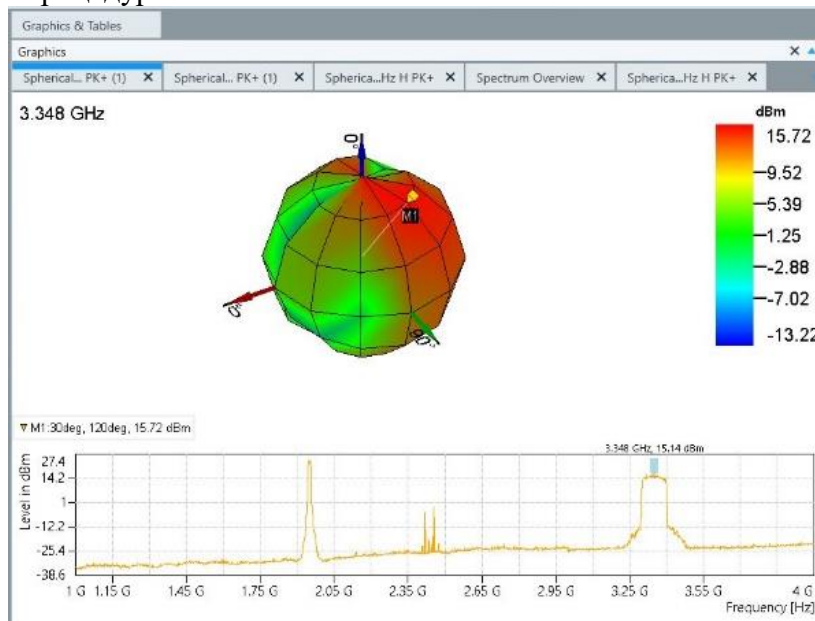 Graphics & Tables
Graphics
Spherical... PK+ (1) Spherical... PK+ (1) Spherica...Hz H PK+ Spectrum Overview Spherica...Hz H PK+
3.348 GHz
dBm
15.72
9.52
5.39
1.25
-2.88
-7.02
-13.22
0°
M1
0°
90°
M1:30deg, 120deg, 15.72 dBm
3.348 GHz, 15.14 dBm
Level in dBm
27.4
14.2
1
-12.2
-25.4
-38.6
1 G 1.15 G 1.45 G 1.75 G 2.05 G 2.35 G 2.65 G 2.95 G 3.25 G 3.55 G 4 G
Frequency [Hz]